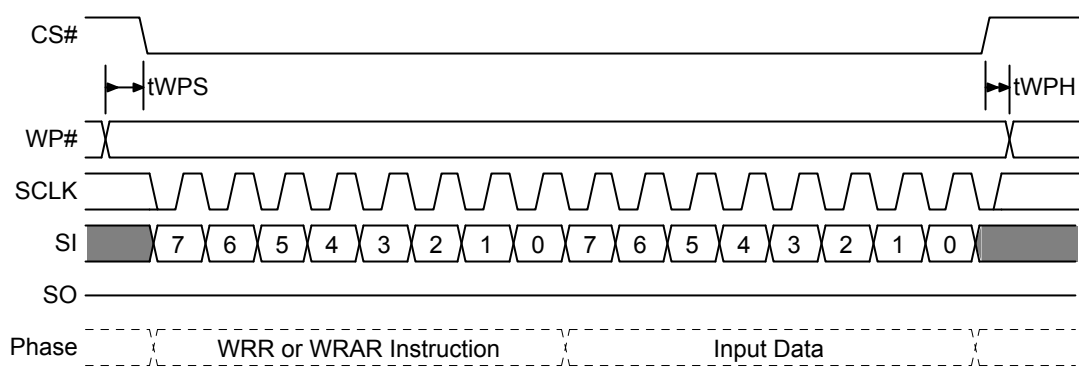 CS#
tWPS tWPH
WP#
SCLK
SI 7 6 5 4 3 2 1 0 7 6 5 4 3 2 1 0
SO
Phase WRR or WRAR Instruction Input Data